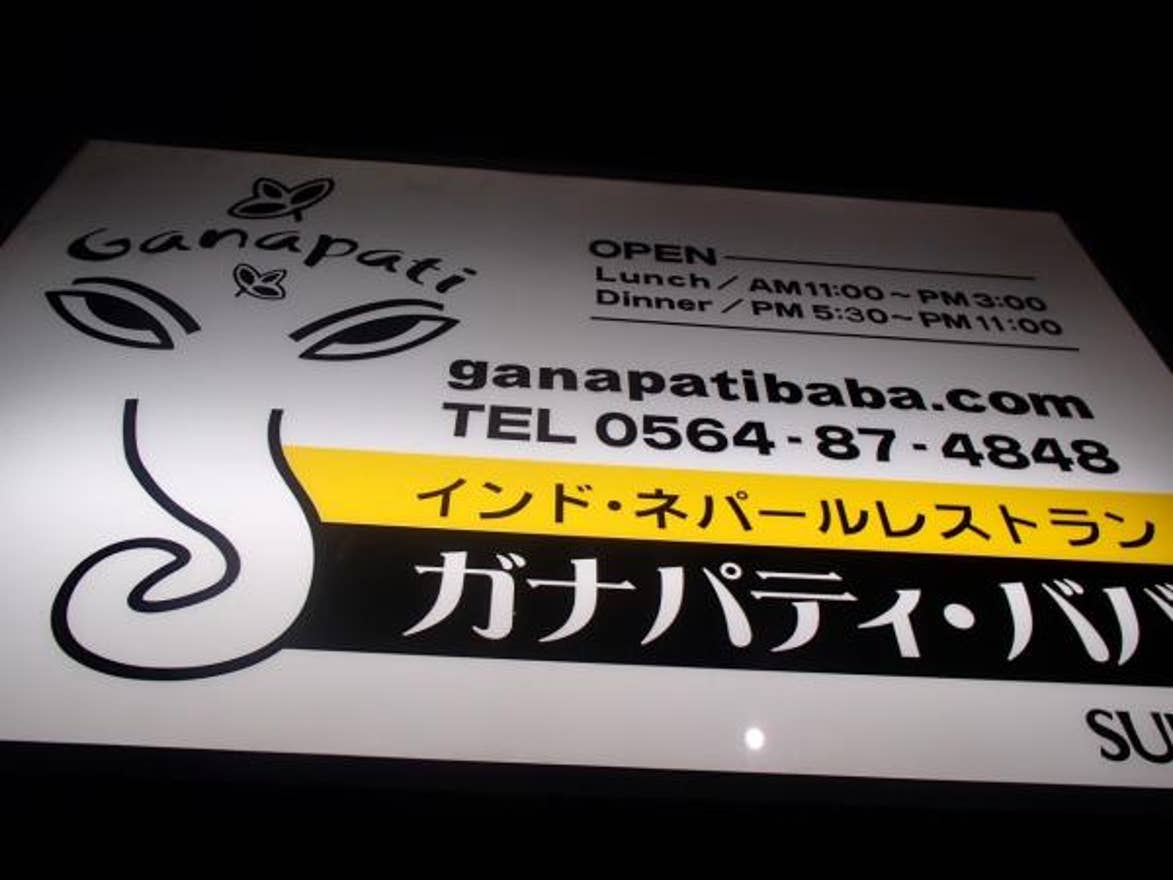 Ganapati
OPEN
Lunch / AM11:00~PM3:00
Dinner / PM 5:30~PM11:00
ganapatibaba.com
TEL 0564-87-4848
インド・ネパールレストラン
ガナパティ・バ